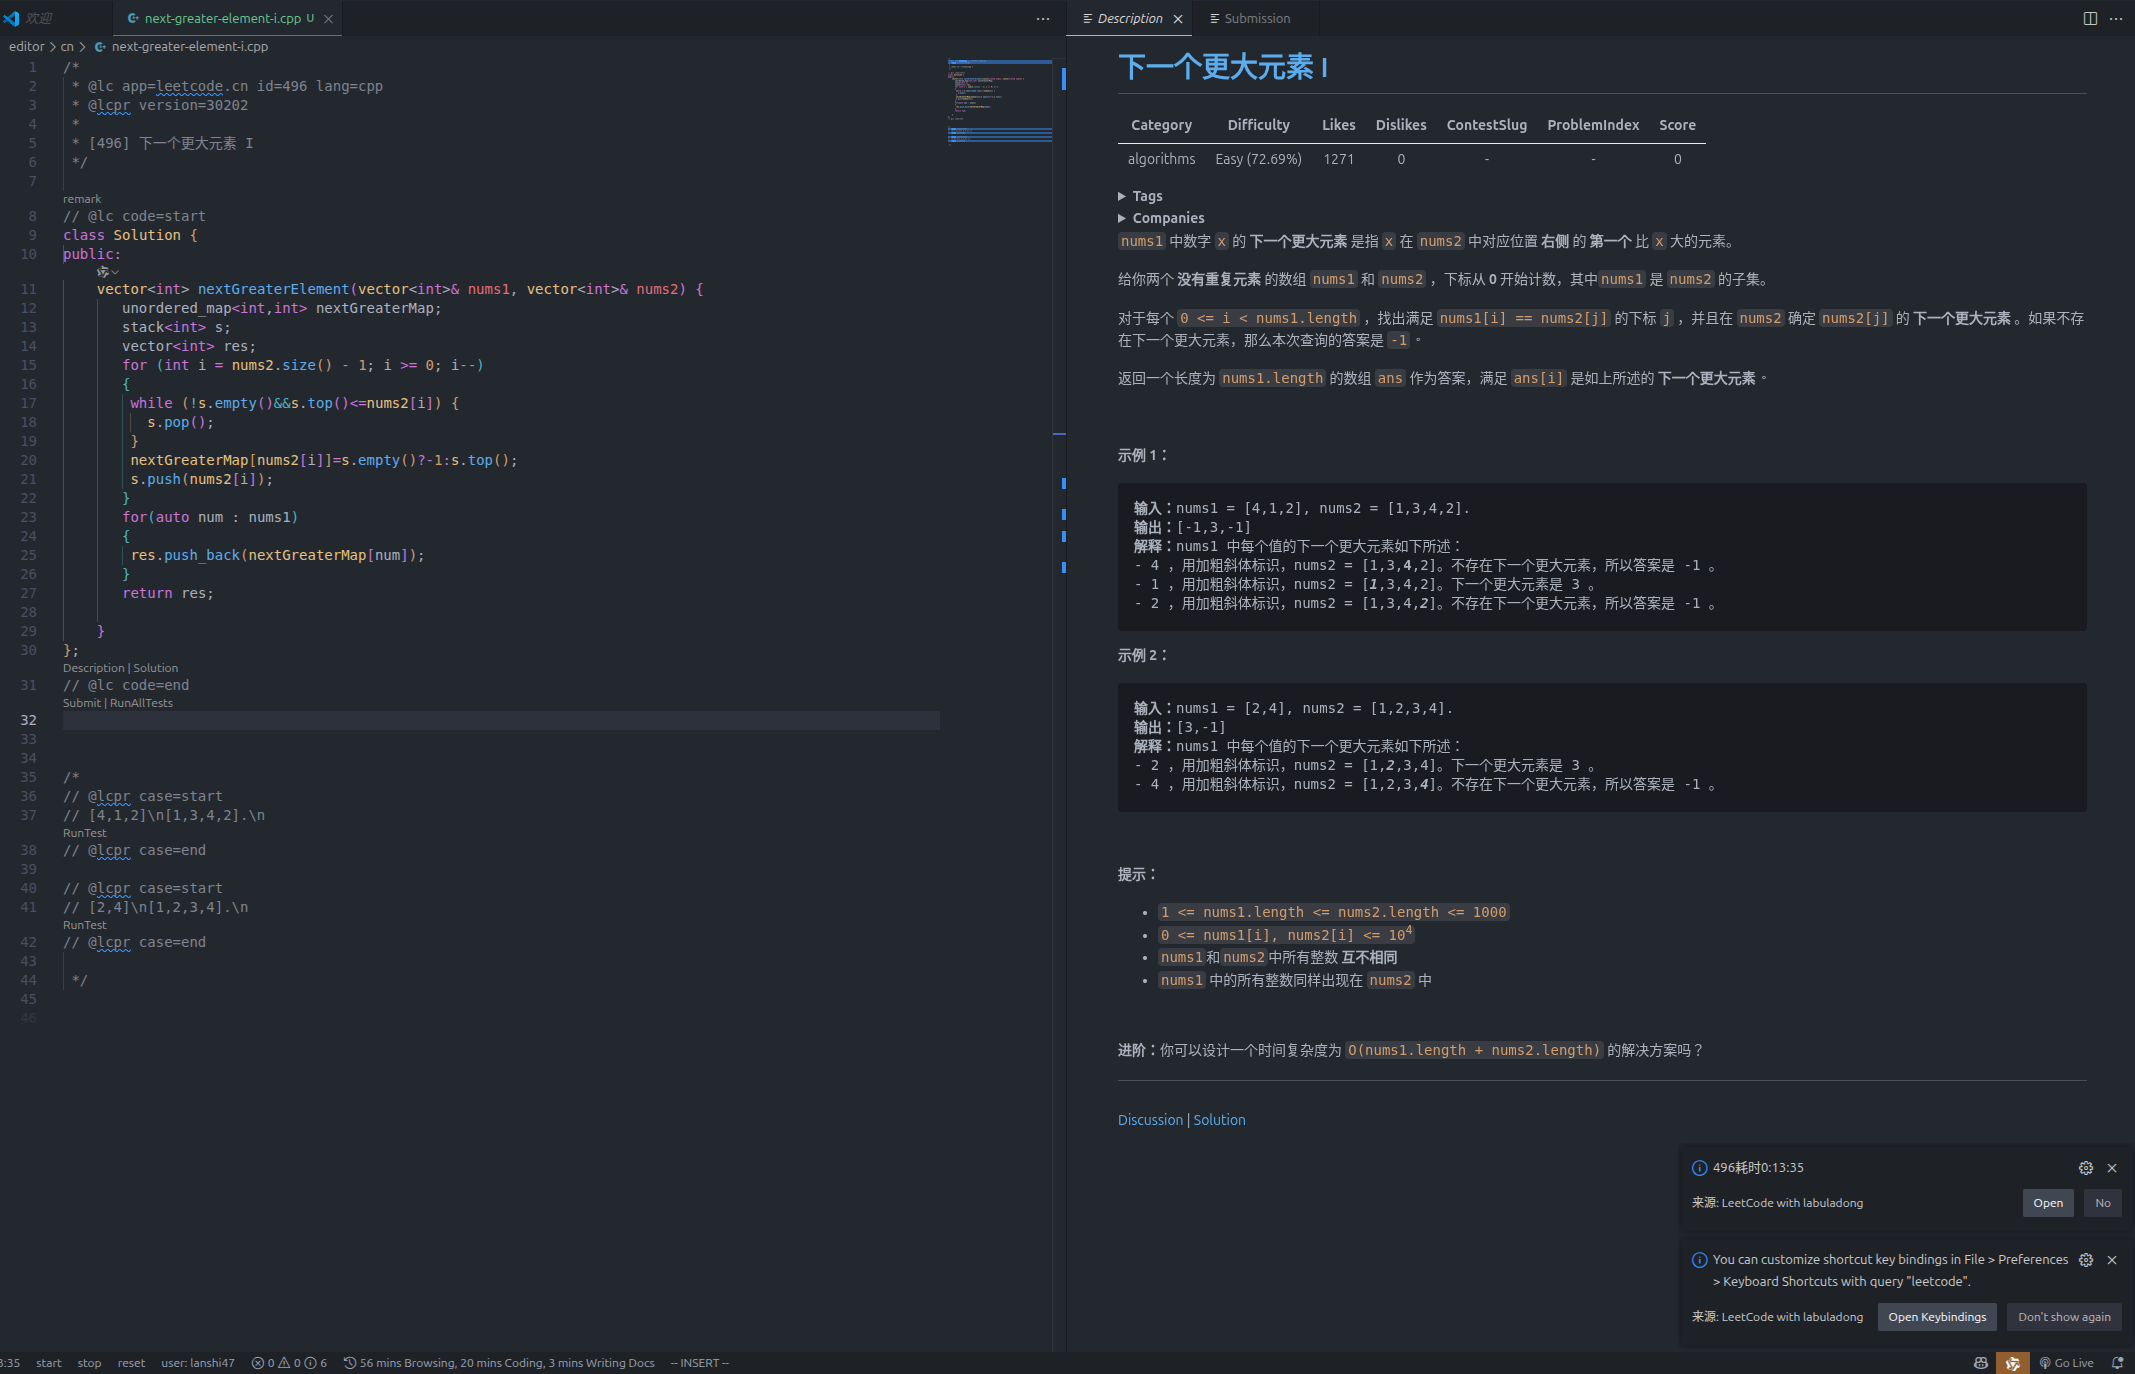 欢迎
next-greater-element-i.cpp U
Description
Submission
editor > cn > next-greater-element-i.cpp
1 /*
2 * @lc app=leetcode.cn id=496 lang=cpp
3 * @lcpr version=30202
4 *
5 * [496] 下一个更大元素 I
6 */
7
remark
8 // @lc code=start
9 class Solution {
10 public:
11 vector<int> nextGreaterElement(vector<int>& nums1, vector<int>& nums2) {
12 unordered_map<int,int> nextGreaterMap;
13 stack<int> s;
14 vector<int> res;
15 for (int i = nums2.size() - 1; i >= 0; i--)
16 {
17 while (!s.empty()&&s.top()<=nums2[i]) {
18 s.pop();
19 }
20 nextGreaterMap[nums2[i]]=s.empty()?-1:s.top();
21 s.push(nums2[i]);
22 }
23 for(auto num : nums1)
24 {
25 res.push_back(nextGreaterMap[num]);
26 }
27 return res;
28
29 }
30 };
Description | Solution
31 // @lc code=end
Submit | RunAllTests
32
33
34
35 /*
36 // @lcpr case=start
37 // [4,1,2]\n[1,3,4,2].\n
RunTest
38 // @lcpr case=end
39
40 // @lcpr case=start
41 // [2,4]\n[1,2,3,4].\n
RunTest
42 // @lcpr case=end
43
44 */
45
46
下一个更大元素 I
Category Difficulty Likes Dislikes ContestSlug ProblemIndex Score
algorithms Easy (72.69%) 1271 0 - - 0
Tags
Companies
nums1 中数字 x 的 下一个更大元素 是指 x 在 nums2 中对应位置 右侧 的 第一个 比 x 大的元素。
给你两个 没有重复元素 的数组 nums1 和 nums2 ，下标从 0 开始计数，其中nums1 是 nums2 的子集。
对于每个 0 <= i < nums1.length ，找出满足 nums1[i] == nums2[j] 的下标 j ，并且在 nums2 确定 nums2[j] 的 下一个更大元素 。如果不存
在下一个更大元素，那么本次查询的答案是 -1 。
返回一个长度为 nums1.length 的数组 ans 作为答案，满足 ans[i] 是如上所述的 下一个更大元素 。
示例 1：
输入：nums1 = [4,1,2], nums2 = [1,3,4,2].
输出：[-1,3,-1]
解释：nums1 中每个值的下一个更大元素如下所述：
- 4 ，用加粗斜体标识，nums2 = [1,3,4,2]。不存在下一个更大元素，所以答案是 -1 。
- 1 ，用加粗斜体标识，nums2 = [1,3,4,2]。下一个更大元素是 3 。
- 2 ，用加粗斜体标识，nums2 = [1,3,4,2]。不存在下一个更大元素，所以答案是 -1 。
示例 2：
输入：nums1 = [2,4], nums2 = [1,2,3,4].
输出：[3,-1]
解释：nums1 中每个值的下一个更大元素如下所述：
- 2 ，用加粗斜体标识，nums2 = [1,2,3,4]。下一个更大元素是 3 。
- 4 ，用加粗斜体标识，nums2 = [1,2,3,4]。不存在下一个更大元素，所以答案是 -1 。
提示：
• 1 <= nums1.length <= nums2.length <= 1000
• 0 <= nums1[i], nums2[i] <= 10⁴
• nums1和nums2中所有整数 互不相同
• nums1 中的所有整数同样出现在 nums2 中
进阶：你可以设计一个时间复杂度为 O(nums1.length + nums2.length) 的解决方案吗？
Discussion | Solution
496耗时0:13:35
来源: LeetCode with labuladong
Open
No
You can customize shortcut key bindings in File > Preferences
> Keyboard Shortcuts with query "leetcode".
来源: LeetCode with labuladong
Open Keybindings
Don't show again
3:35 start stop reset user: lanshi47 0 0 6 56 mins Browsing, 20 mins Coding, 3 mins Writing Docs -- INSERT -- Go Live